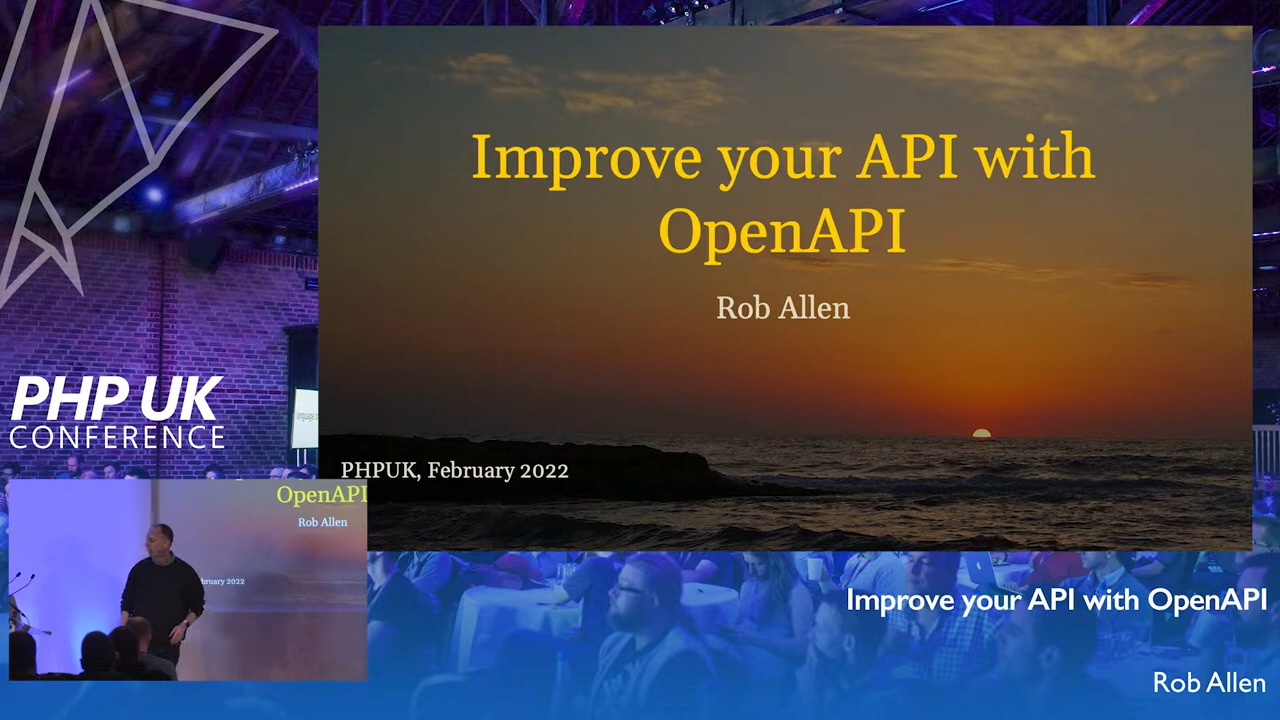 Improve your API with
OpenAPI
Rob Allen
PHPUK, February 2022
PHP UK
CONFERENCE
OpenAPI
Rob Allen
bruary 2022
Improve your API with OpenAPI
Rob Allen